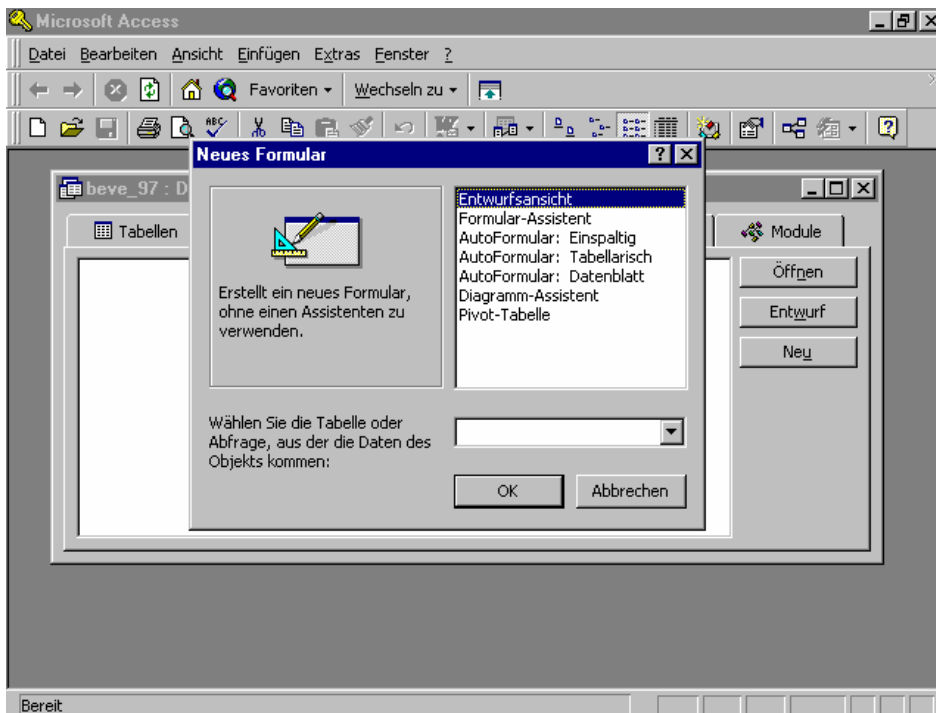 Microsoft Access
Datei Bearbeiten Ansicht Einfügen Extras Fenster ?
Favoriten Wechseln zu
ABC
Neues Formular
beve_97 : D
Tabellen
Module
Entwurfsansicht
Formular-Assistent
AutoFormular: Einspaltig
AutoFormular: Tabellarisch
AutoFormular: Datenblatt
Diagramm-Assistent
Pivot-Tabelle
Erstellt ein neues Formular,
ohne einen Assistenten zu
verwenden.
Öffnen
Entwurf
Neu
Wählen Sie die Tabelle oder
Abfrage, aus der die Daten des
Objekts kommen:
OK Abbrechen
Bereit